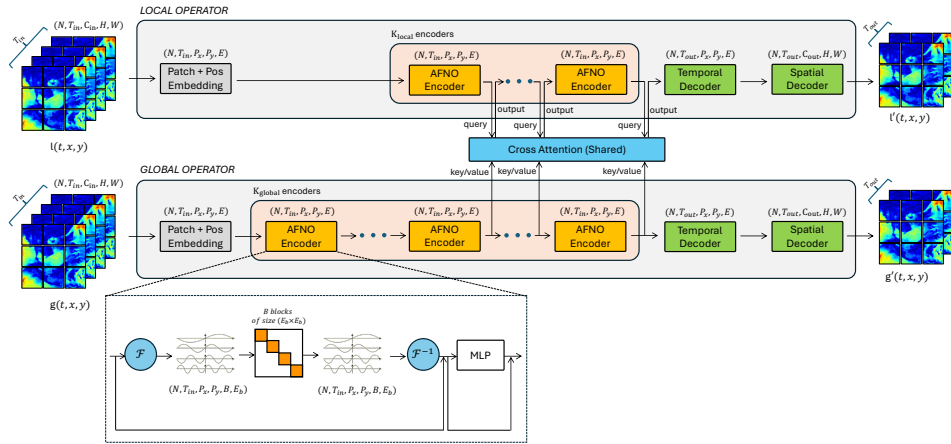 LOCAL OPERATOR
T_in
(N, T_in, C_in, H, W)
l(t, x, y)
Patch + Pos
Embedding
(N, T_in, P_x, P_y, E)
K_local encoders
(N, T_in, P_x, P_y, E)
AFNO
Encoder
(N, T_in, P_x, P_y, E)
AFNO
Encoder
(N, T_out, P_x, P_y, E)
Temporal
Decoder
(N, T_out, C_out, H, W)
Spatial
Decoder
T_out
l'(t, x, y)
output
output
output
query
query
query
Cross Attention (Shared)
key/value
key/value
key/value
GLOBAL OPERATOR
T_in
(N, T_in, C_in, H, W)
g(t, x, y)
(N, T_in, P_x, P_y, E)
Patch + Pos
Embedding
K_global encoders
(N, T_in, P_x, P_y, E)
AFNO
Encoder
(N, T_in, P_x, P_y, E)
AFNO
Encoder
(N, T_in, P_x, P_y, E)
AFNO
Encoder
(N, T_out, P_x, P_y, E)
Temporal
Decoder
(N, T_out, C_out, H, W)
Spatial
Decoder
T_out
g'(t, x, y)
B blocks
of size (E_b×E_b)
ℱ
(N, T_in, P_x, P_y, B, E_b)
(N, T_in, P_x, P_y, B, E_b)
ℱ⁻¹
MLP